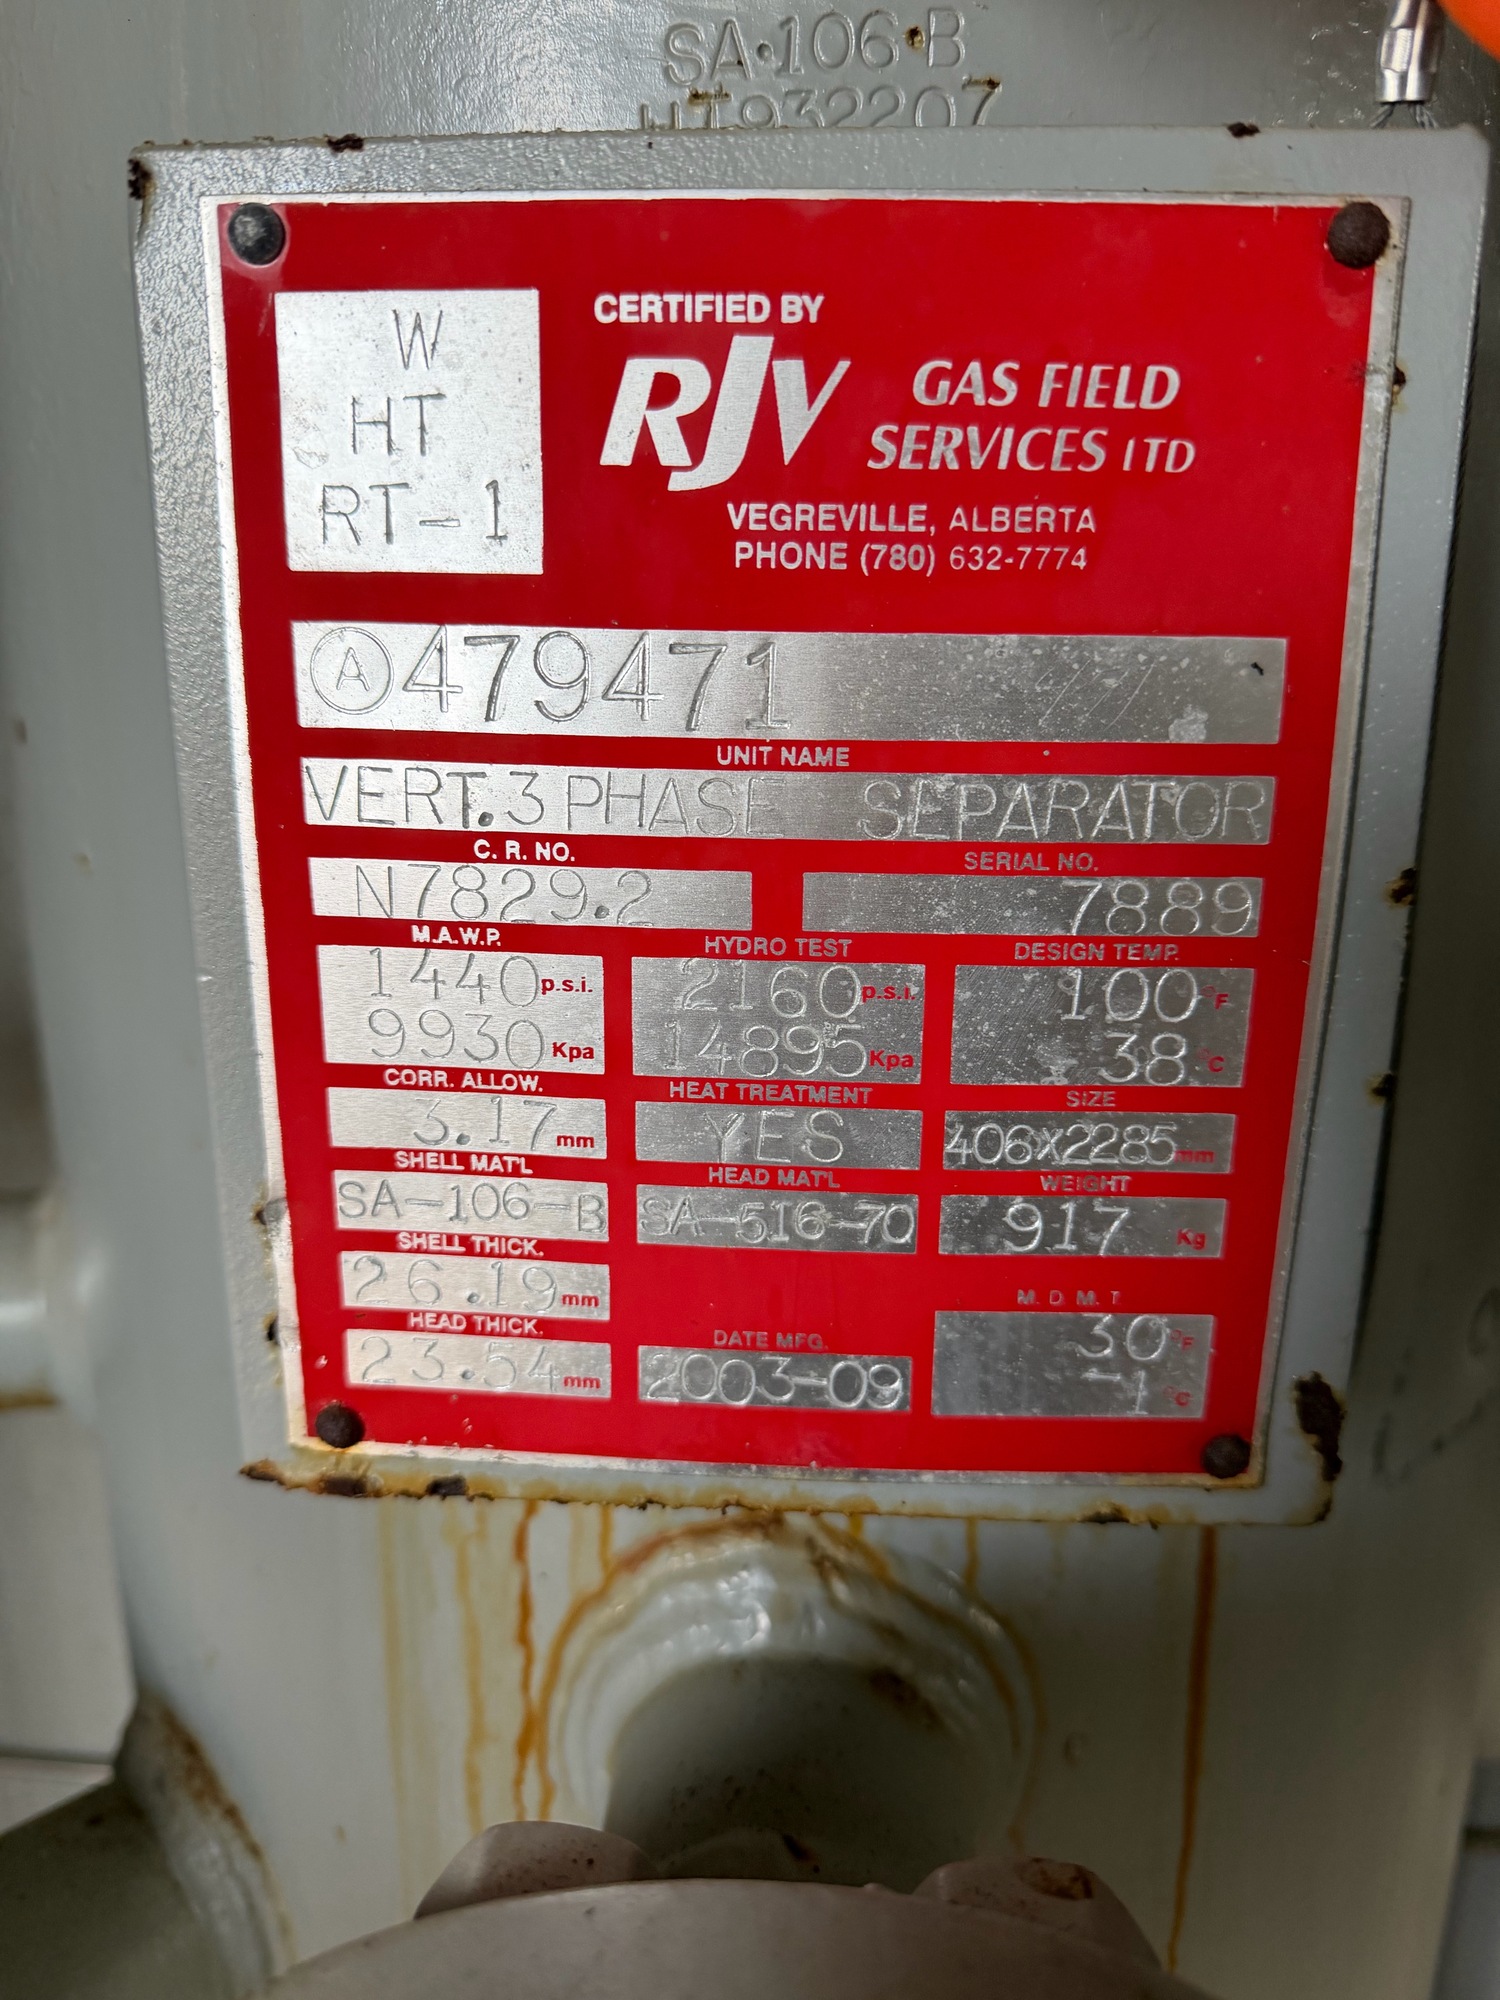 SA·106·B
HT932207
W
HT
RT-1
CERTIFIED BY
RJV GAS FIELD
SERVICES LTD
VEGREVILLE, ALBERTA
PHONE (780) 632-7774
Ⓐ479471
UNIT NAME
VERT.3 PHASE SEPARATOR
C. R. NO. SERIAL NO.
N7829.2 7889
M.A.W.P. HYDRO TEST DESIGN TEMP.
1440 p.s.i. 2160 p.s.i. 100 °F
9930 Kpa 14895 Kpa 38 °C
CORR. ALLOW. HEAT TREATMENT SIZE
3.17 mm YES 406X2285 mm
SHELL MAT'L HEAD MAT'L WEIGHT
SA-106-B SA-516-70 917 Kg
SHELL THICK.
26.19 mm M. D. M. T
HEAD THICK. DATE MFG. 30 °F
23.54 mm 2003-09 -1 °C